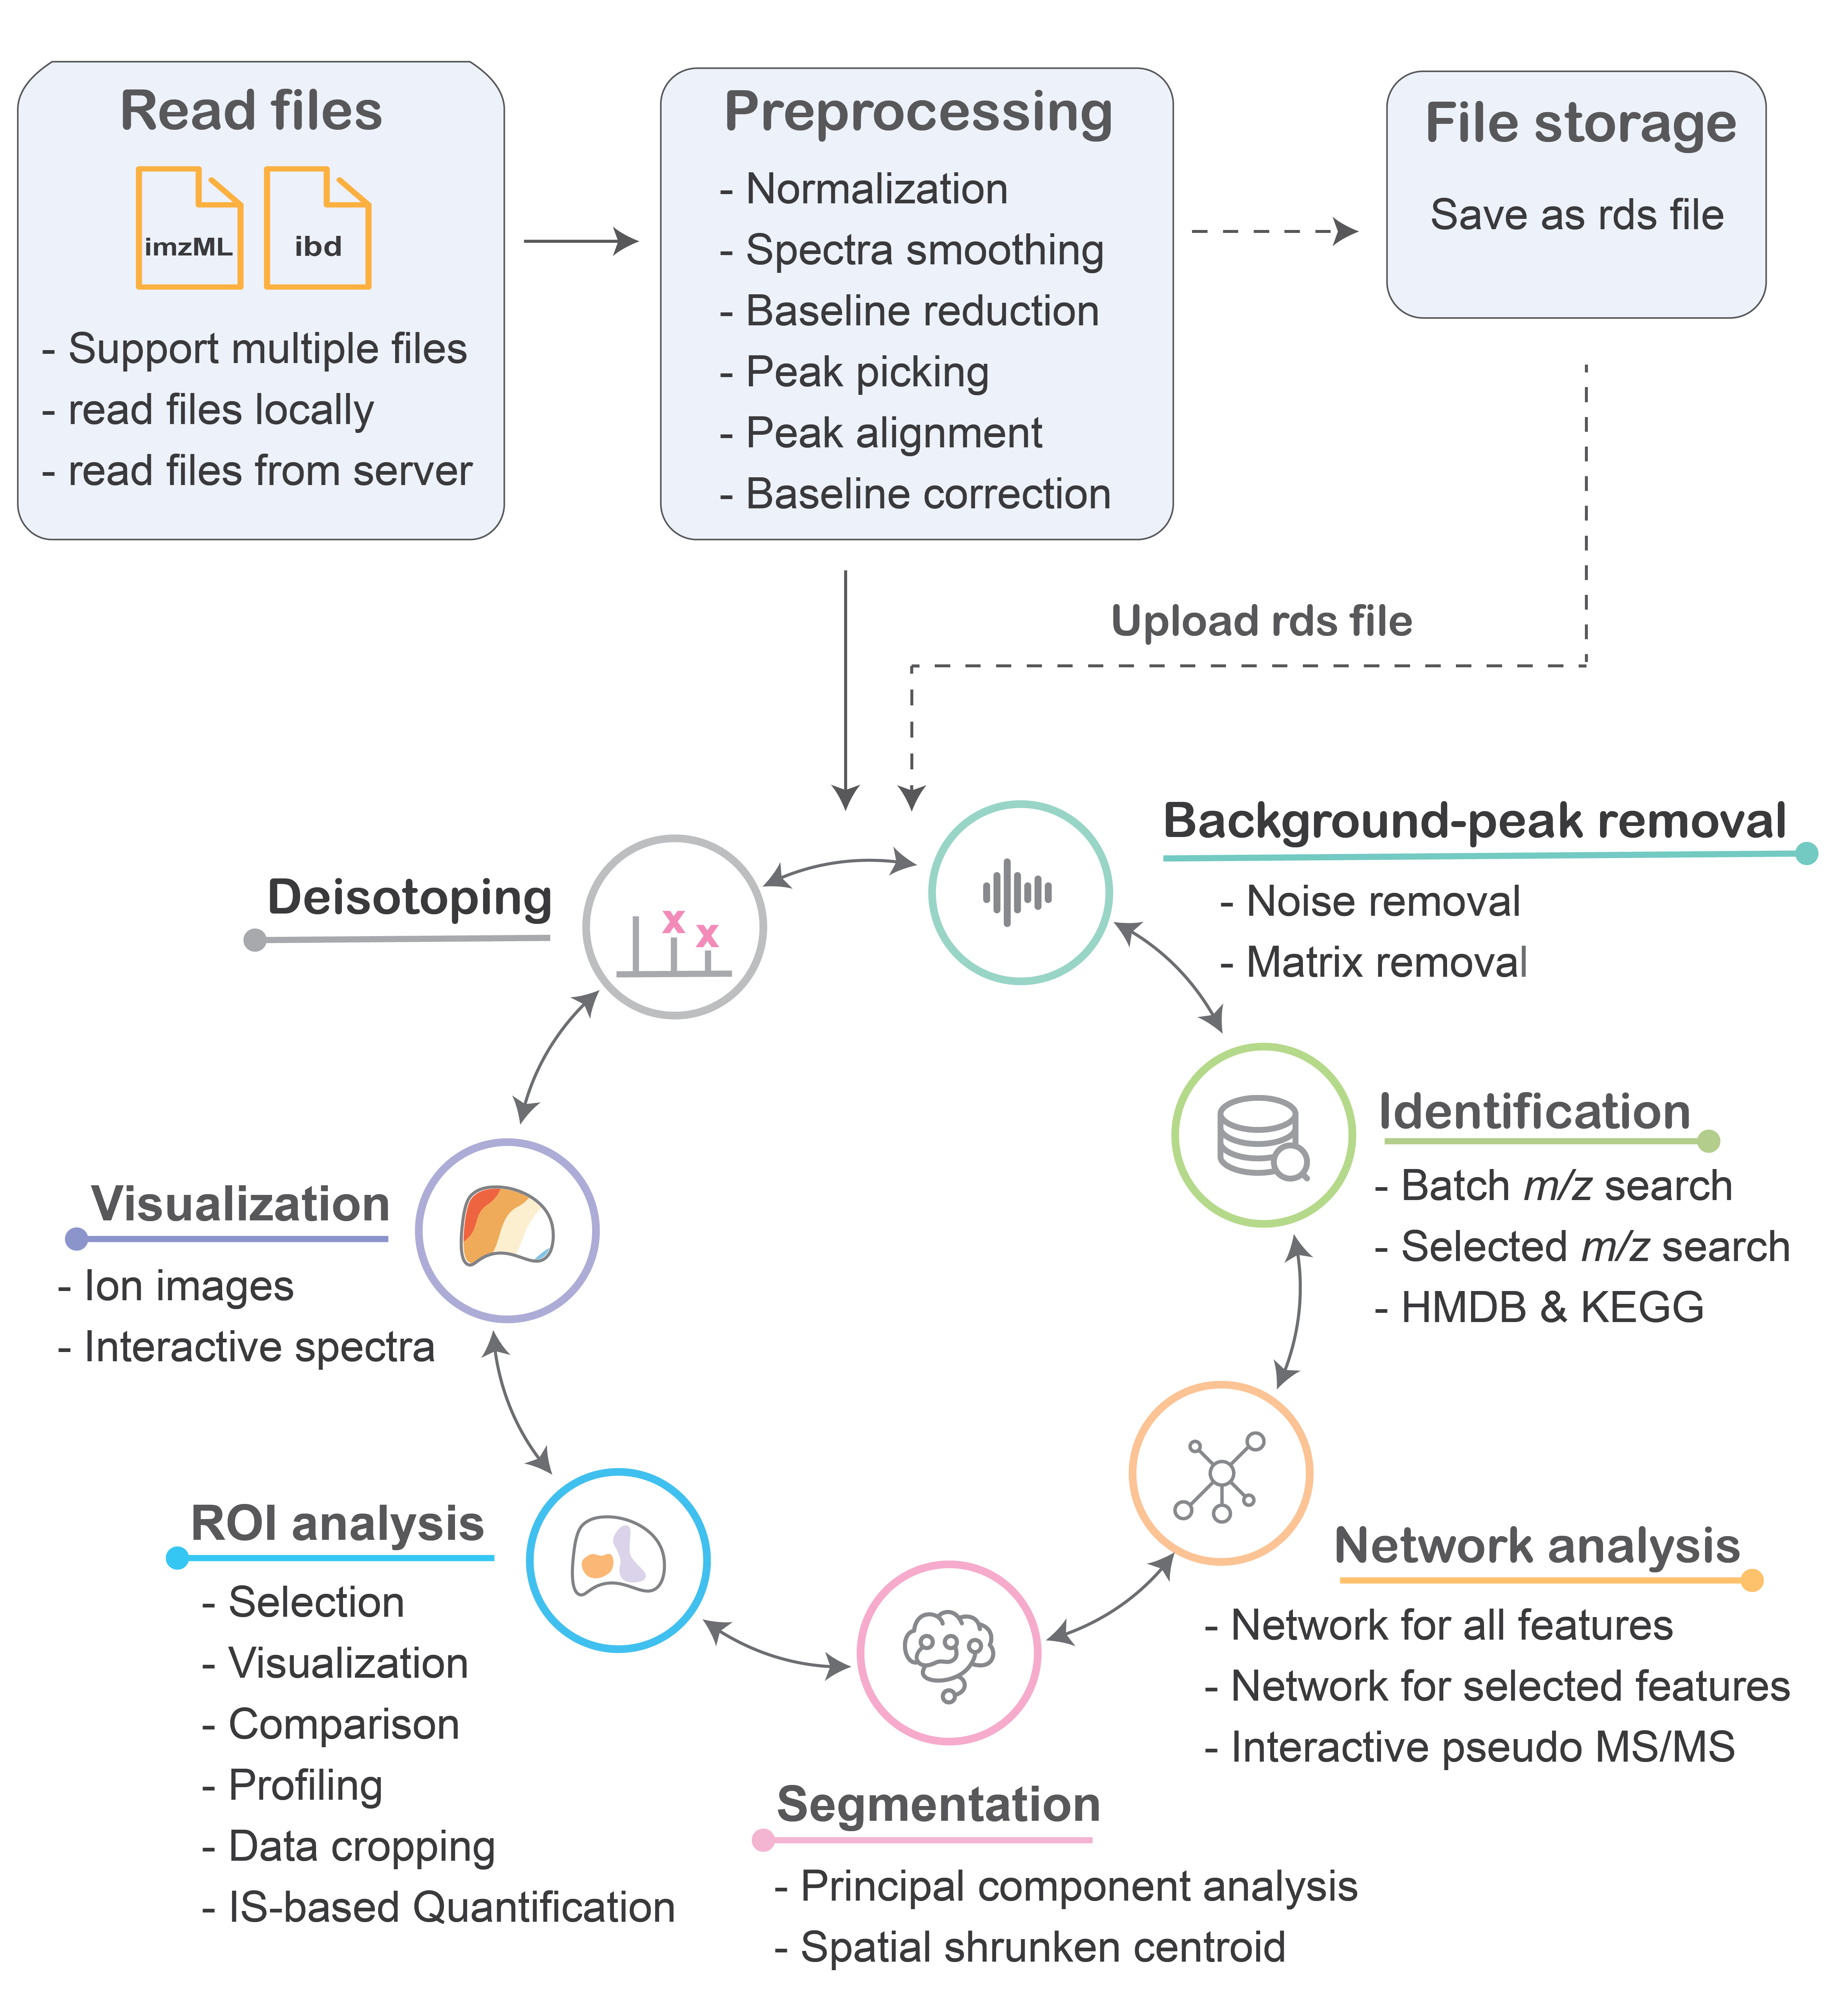 Read files
imzML
ibd
- Support multiple files
- read files locally
- read files from server
Preprocessing
- Normalization
- Spectra smoothing
- Baseline reduction
- Peak picking
- Peak alignment
- Baseline correction
File storage
Save as rds file
Upload rds file
Background-peak removal
- Noise removal
- Matrix removal
Deisotoping
x
x
Identification
- Batch m/z search
- Selected m/z search
- HMDB & KEGG
Visualization
- Ion images
- Interactive spectra
Network analysis
- Network for all features
- Network for selected features
- Interactive pseudo MS/MS
ROI analysis
- Selection
- Visualization
- Comparison
- Profiling
- Data cropping
- IS-based Quantification
Segmentation
- Principal component analysis
- Spatial shrunken centroid